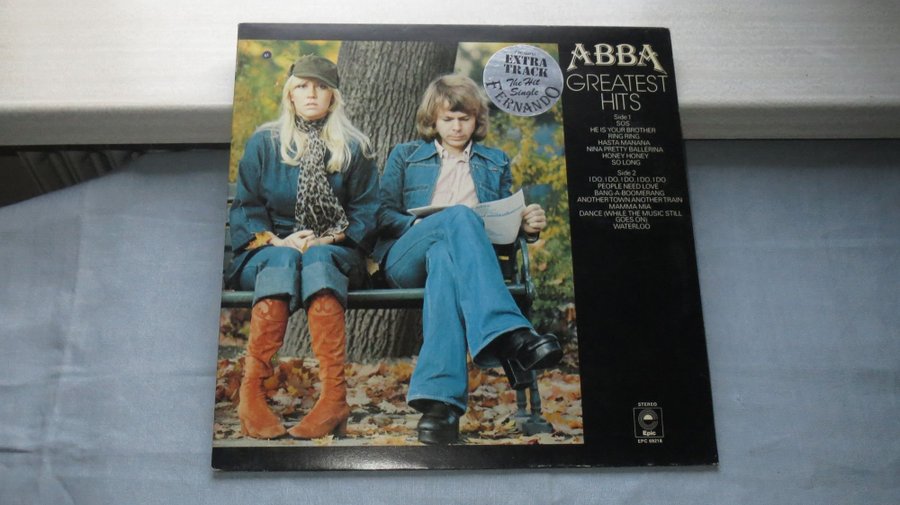 ABBA
GREATEST
HITS
Side 1
SOS
HE IS YOUR BROTHER
RING RING
HASTA MANANA
NINA PRETTY BALLERINA
HONEY HONEY
SO LONG
Side 2
I DO, I DO, I DO, I DO, I DO
PEOPLE NEED LOVE
BANG-A-BOOMERANG
ANOTHER TOWN ANOTHER TRAIN
MAMMA MIA
DANCE (WHILE THE MUSIC STILL
GOES ON)
WATERLOO
EXTRA
TRACK
The Hit
Single
FERNANDO
STEREO
Epic
EPC 69218